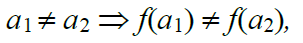 a₁ ≠ a₂ ⇒ f(a₁) ≠ f(a₂),